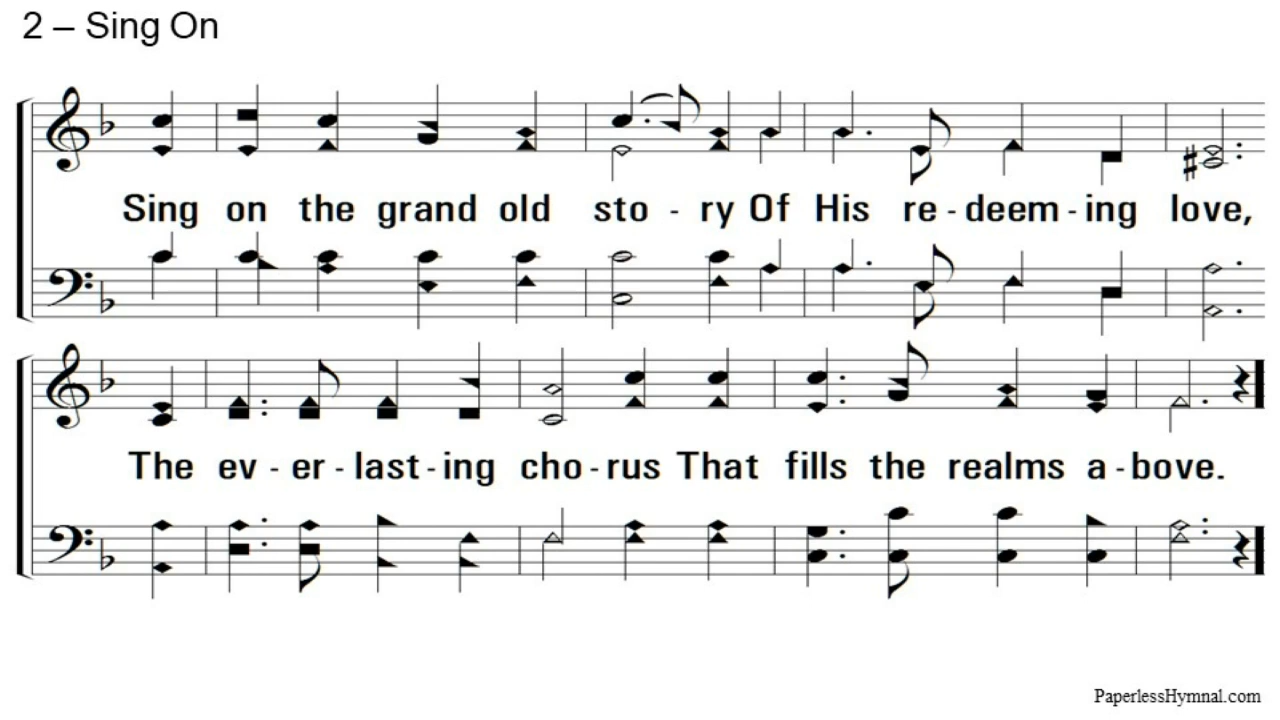 2 – Sing On
Sing on the grand old sto - ry Of His re - deem - ing love,
The ev - er - last - ing cho - rus That fills the realms a - bove.
PaperlessHymnal.com